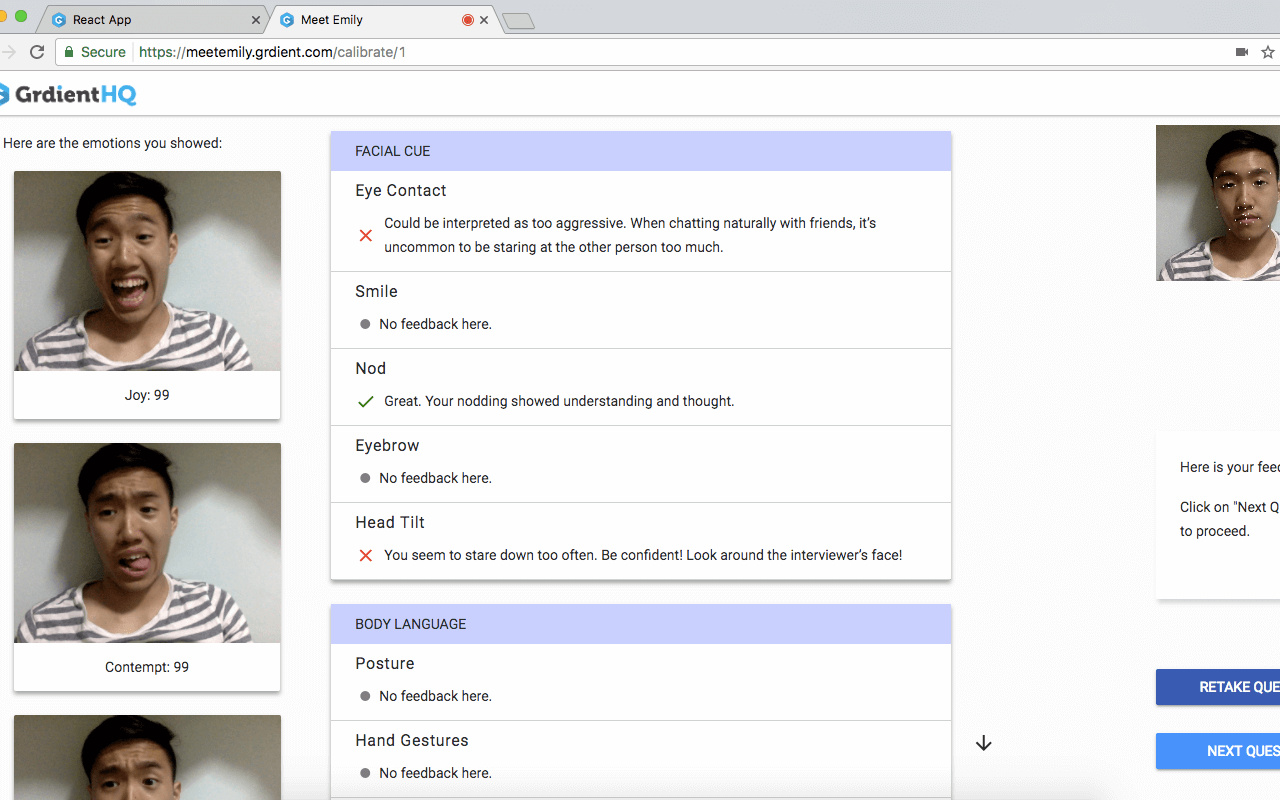 React App
Meet Emily
Secure https://meetemily.grdient.com/calibrate/1
GrdientHQ
Here are the emotions you showed:
Joy: 99
Contempt: 99
FACIAL CUE
Eye Contact
Could be interpreted as too aggressive. When chatting naturally with friends, it’s
uncommon to be staring at the other person too much.
Smile
No feedback here.
Nod
Great. Your nodding showed understanding and thought.
Eyebrow
No feedback here.
Head Tilt
You seem to stare down too often. Be confident! Look around the interviewer’s face!
BODY LANGUAGE
Posture
No feedback here.
Hand Gestures
No feedback here.
Here is your feed
Click on "Next Q
to proceed.
RETAKE QUE
NEXT QUES